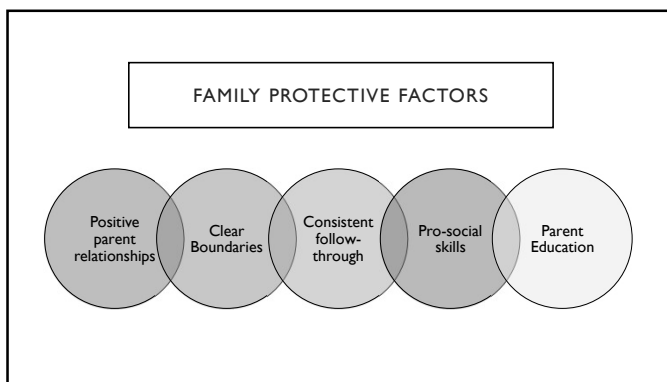 FAMILY PROTECTIVE FACTORS
Positive
parent
relationships
Clear
Boundaries
Consistent
follow-
through
Pro-social
skills
Parent
Education